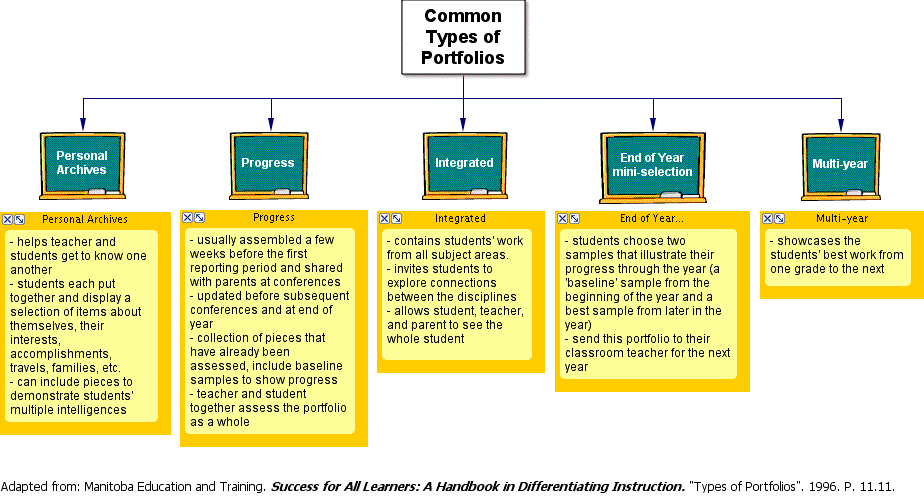 Common
Types of
Portfolios
Personal
Archives
Progress
Integrated
End of Year
mini-selection
Multi-year
Personal Archives
- helps teacher and
students get to know one
another
- students each put
together and display a
selection of items about
themselves, their
interests,
accomplishments,
travels, families, etc.
- can include pieces to
demonstrate students'
multiple intelligences
Progress
- usually assembled a few
weeks before the first
reporting period and shared
with parents at conferences
- updated before subsequent
conferences and at end of
year
- collection of pieces that
have already been
assessed, include baseline
samples to show progress
- teacher and student
together assess the portfolio
as a whole
Integrated
- contains students' work
from all subject areas.
- invites students to
explore connections
between the disciplines
- allows student, teacher,
and parent to see the
whole student
End of Year...
- students choose two
samples that illustrate their
progress through the year (a
'baseline' sample from the
beginning of the year and a
best sample from later in the
year)
- send this portfolio to their
classroom teacher for the next
year
Multi-year
- showcases the
students' best work from
one grade to the next
Adapted from: Manitoba Education and Training. Success for All Learners: A Handbook in Differentiating Instruction. "Types of Portfolios". 1996. P. 11.11.